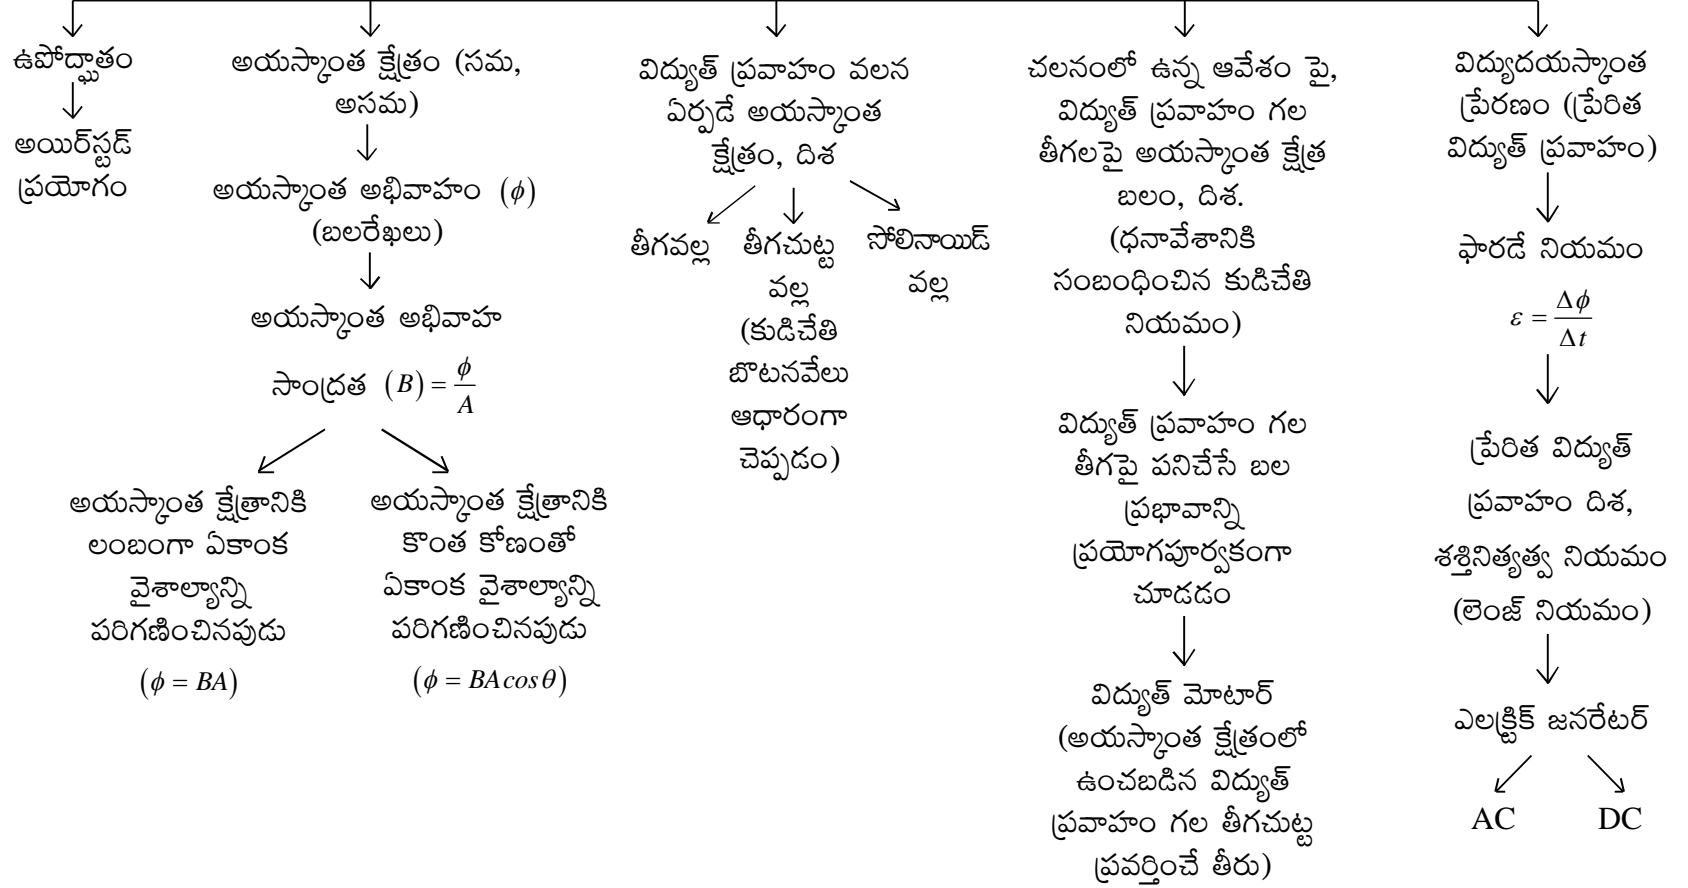 ఉపోద్ఘాతం
అయిర్‌స్టడ్
ప్రయోగం
అయస్కాంత క్షేత్రం (సమ,
అసమ)
అయస్కాంత అభివాహం (ϕ)
(బలరేఖలు)
అయస్కాంత అభివాహ
సాంద్రత (B) = ϕ/A
అయస్కాంత క్షేత్రానికి
లంబంగా ఏకాంక
వైశాల్యాన్ని
పరిగణించినపుడు
(ϕ = BA)
అయస్కాంత క్షేత్రానికి
కొంత కోణంతో
ఏకాంక వైశాల్యాన్ని
పరిగణించినపుడు
(ϕ = BA cos θ)
విద్యుత్ ప్రవాహం వలన
ఏర్పడే అయస్కాంత
క్షేత్రం, దిశ
తీగవల్ల
తీగచుట్ట
వల్ల
(కుడిచేతి
బొటనవేలు
ఆధారంగా
చెప్పడం)
సోలినాయిడ్
వల్ల
చలనంలో ఉన్న ఆవేశం పై,
విద్యుత్ ప్రవాహం గల
తీగలపై అయస్కాంత క్షేత్ర
బలం, దిశ.
(ధనావేశానికి
సంబంధించిన కుడిచేతి
నియమం)
విద్యుత్ ప్రవాహం గల
తీగపై పనిచేసే బల
ప్రభావాన్ని
ప్రయోగపూర్వకంగా
చూడడం
విద్యుత్ మోటార్
(అయస్కాంత క్షేత్రంలో
ఉంచబడిన విద్యుత్
ప్రవాహం గల తీగచుట్ట
ప్రవర్తించే తీరు)
విద్యుదయస్కాంత
ప్రేరణం (ప్రేరిత
విద్యుత్ ప్రవాహం)
ఫారడే నియమం
ε = Δϕ/Δt
ప్రేరిత విద్యుత్
ప్రవాహం దిశ,
శక్తినిత్యత్వ నియమం
(లెంజ్ నియమం)
ఎలక్ట్రిక్ జనరేటర్
AC
DC